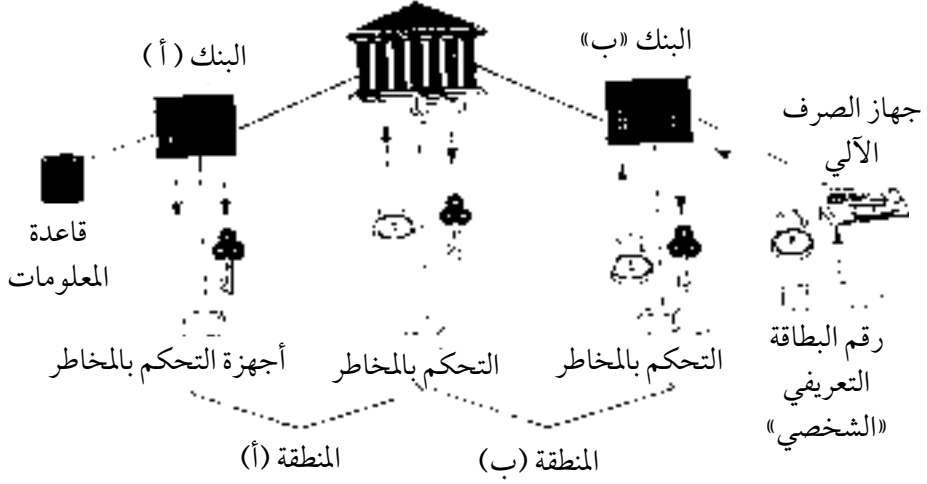 البنك «ب»
البنك (أ)
جهاز الصرف
الآلي
قاعدة
المعلومات
رقم البطاقة
التعريفي
«الشخصي»
التحكم بالمخاطر
التحكم بالمخاطر
أجهزة التحكم بالمخاطر
المنطقة (ب)
المنطقة (أ)